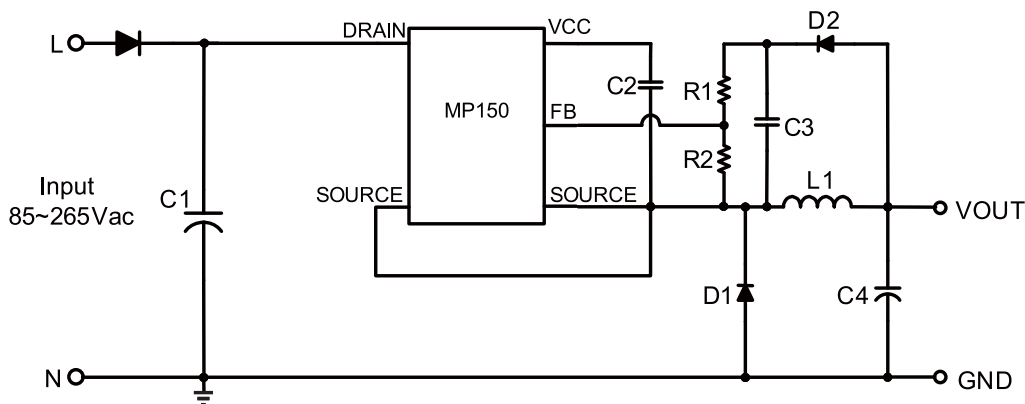 D2
L
DRAIN
VCC
C2
R1
MP150
FB
C3
R2
Input
85~265Vac
C1
SOURCE
SOURCE
L1
VOUT
D1
C4
N
GND